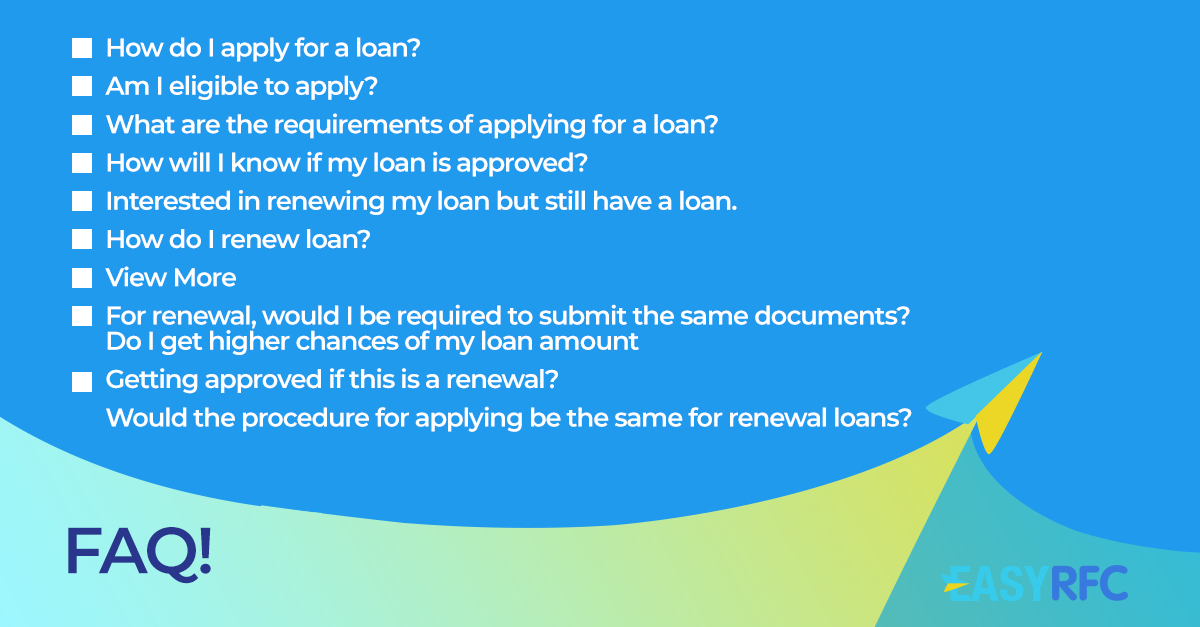 How do I apply for a loan?
Am I eligible to apply?
What are the requirements of applying for a loan?
How will I know if my loan is approved?
Interested in renewing my loan but still have a loan.
How do I renew loan?
View More
For renewal, would I be required to submit the same documents?
Do I get higher chances of my loan amount
Getting approved if this is a renewal?
Would the procedure for applying be the same for renewal loans?
FAQ!
EASYRFC